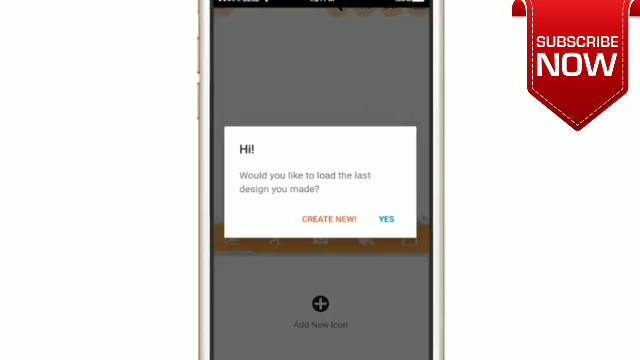 SUBSCRIBE
NOW
Hi!
Would you like to load the last
design you made?
CREATE NEW! YES
Add New Icon